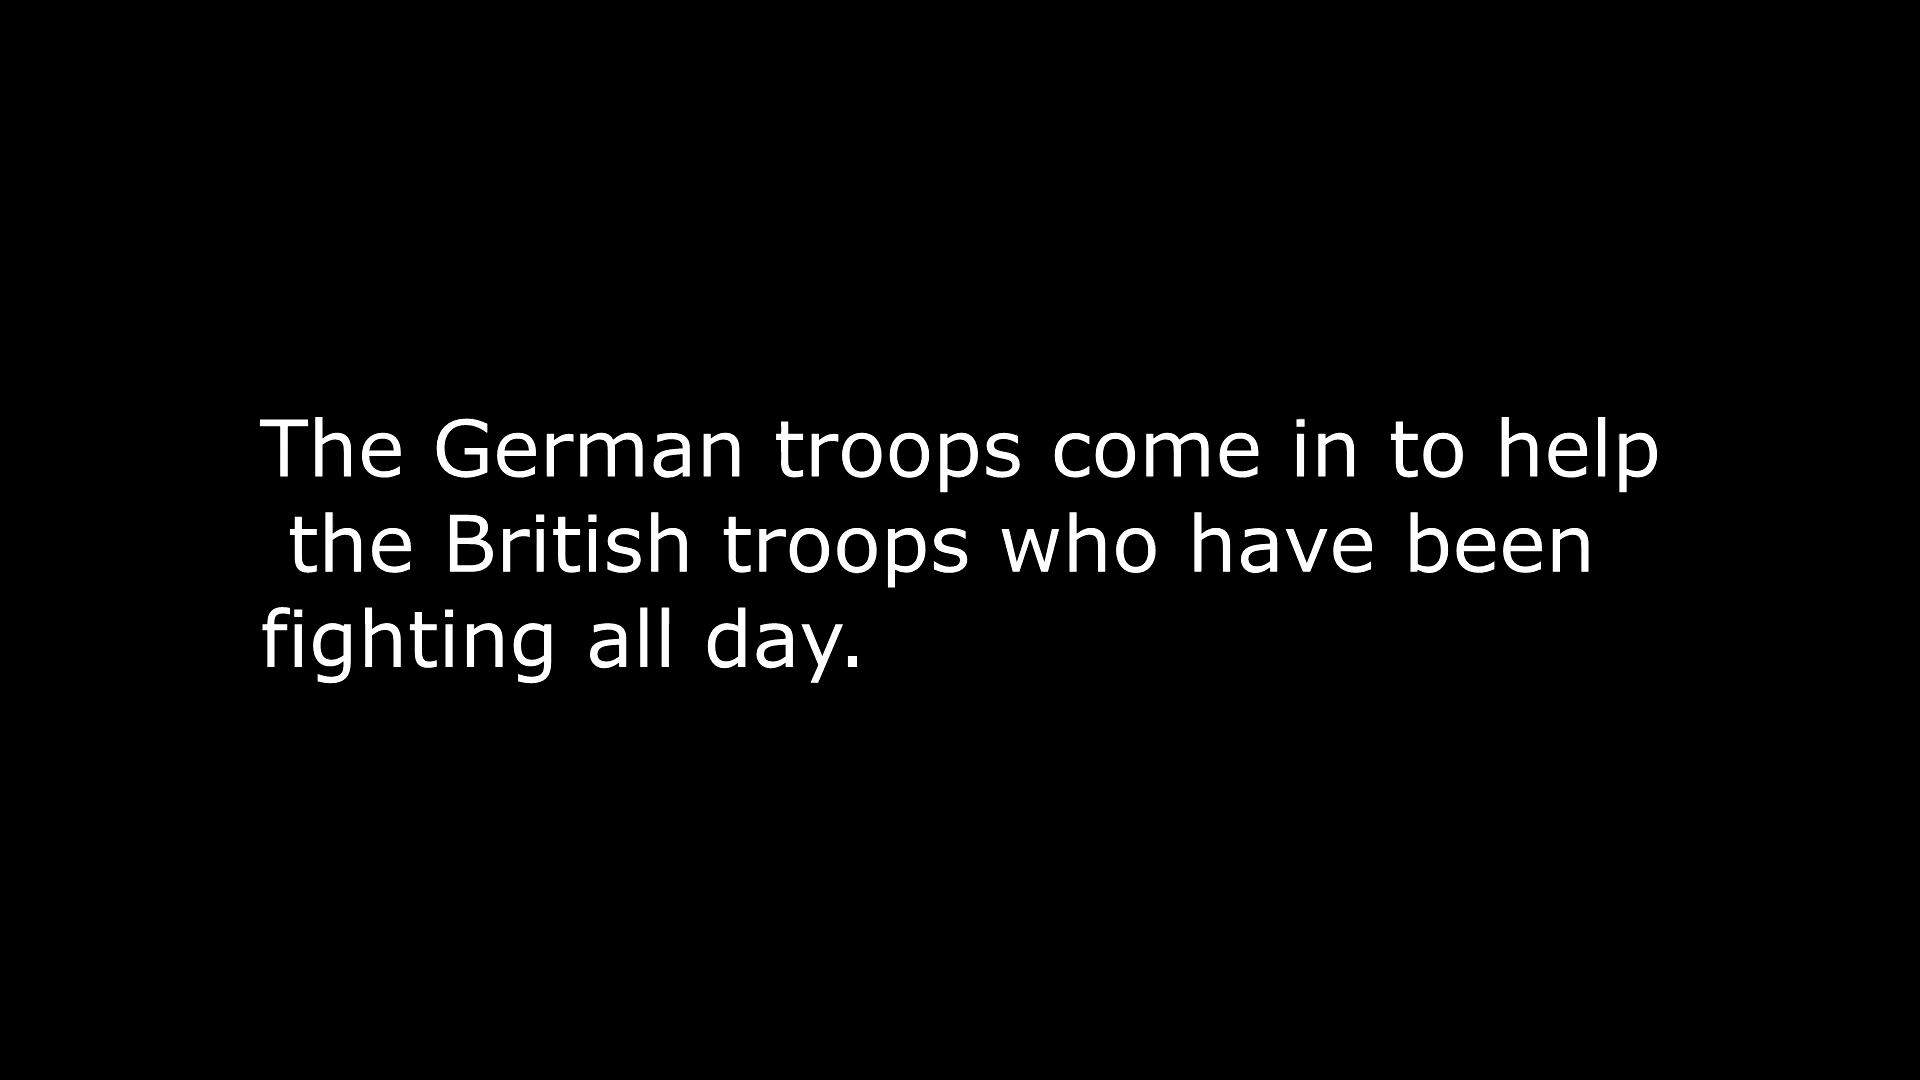 The German troops come in to help
the British troops who have been
fighting all day.